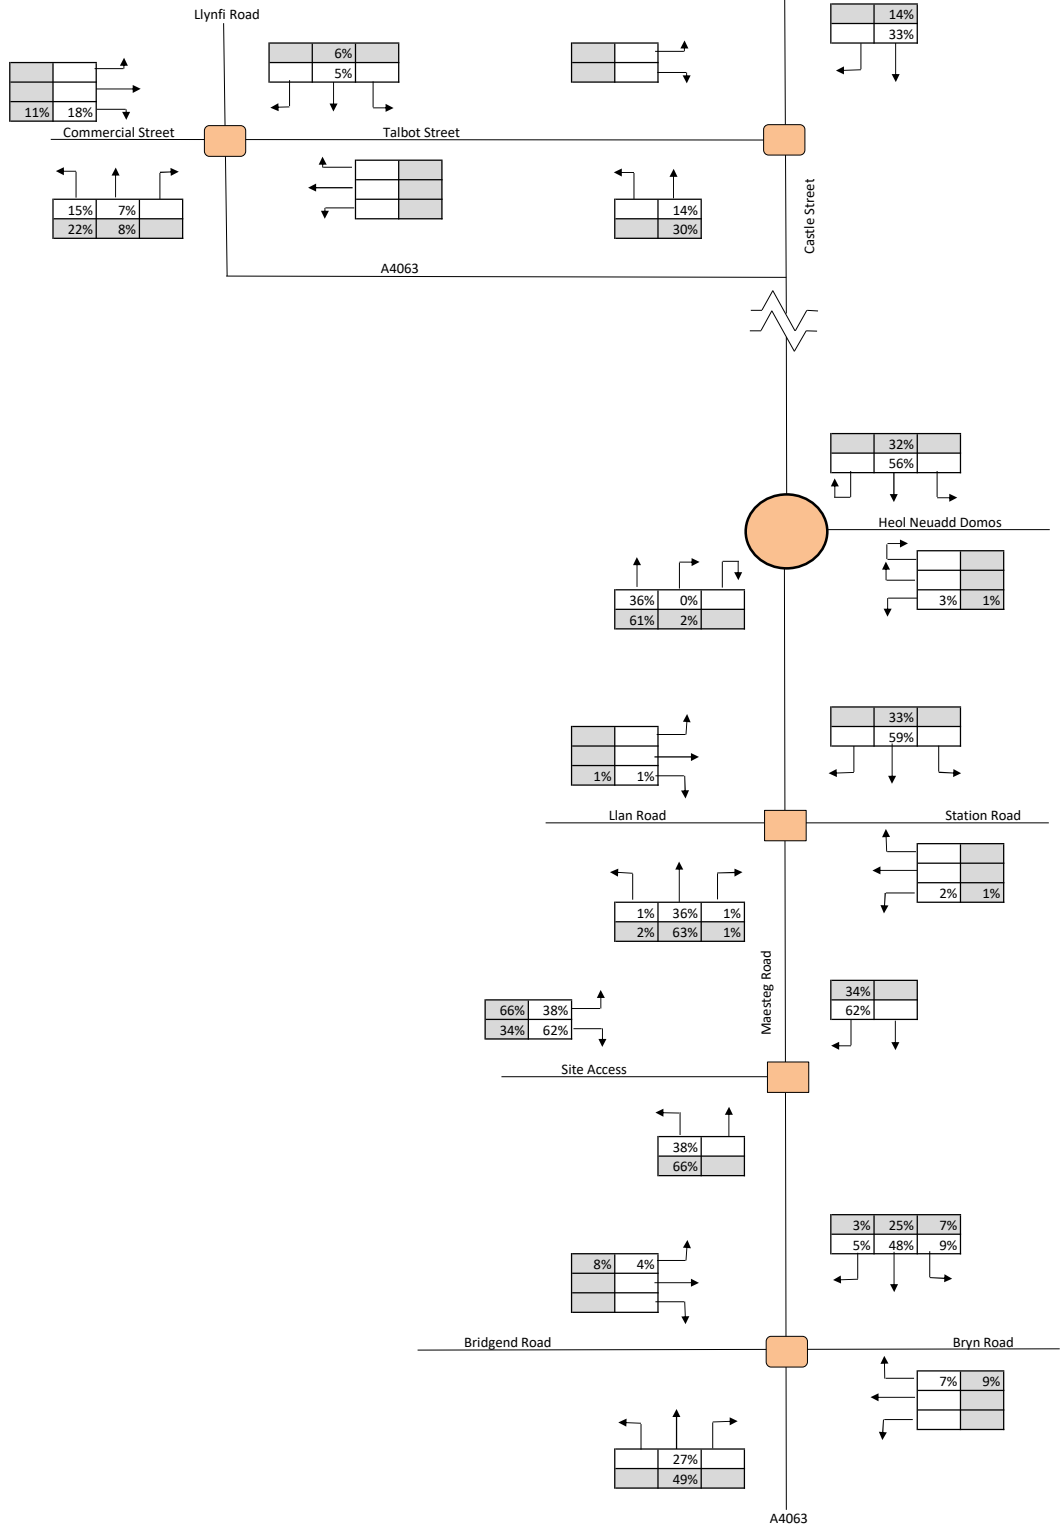 14%
33%
Llynfi Road
6%
5%
11% 18%
Commercial Street
Talbot Street
15% 7%
22% 8%
14%
30%
Castle Street
A4063
32%
56%
Heol Neuadd Domos
3% 1%
36% 0%
61% 2%
33%
59%
1% 1%
Llan Road
Station Road
2% 1%
1% 36% 1%
2% 63% 1%
Maesteg Road
34%
62%
66% 38%
34% 62%
Site Access
38%
66%
3% 25% 7%
5% 48% 9%
8% 4%
Bridgend Road
Bryn Road
7% 9%
27%
49%
A4063